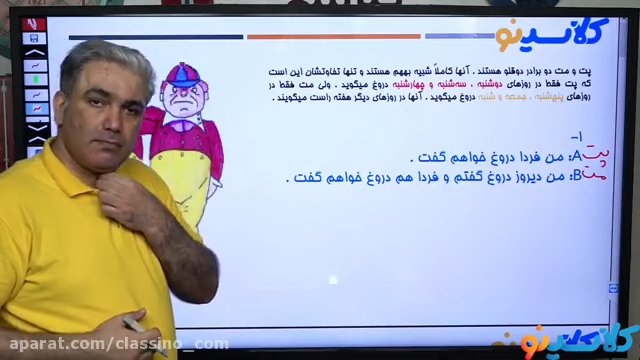 کلاسینو
پت و مت دو برادر دوقلو هستند . آنها کاملاً شبیه بههم هستند و تنها تفاوتشان این است
که پت فقط در روزهای دوشنبه ، سه‌شنبه و چهارشنبه دروغ میگوید . ولی مت فقط در
روزهای پنج‌شنبه ، جمعه و شنبه دروغ میگوید . آنها در روزهای دیگر هفته راست میگویند .
۱-
پت A: من فردا دروغ خواهم گفت .
مت B: من دیروز دروغ گفتم و فردا هم دروغ خواهم گفت .
aparat.com/classino_com
کلاسینو